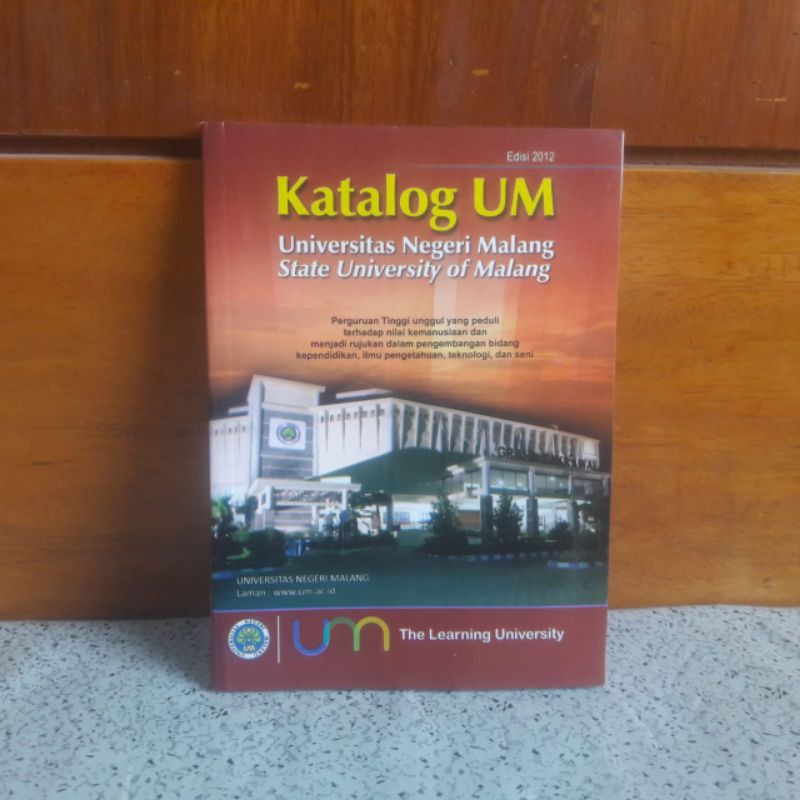 Edisi 2012
Katalog UM
Universitas Negeri Malang
State University of Malang
Perguruan Tinggi unggul yang peduli
terhadap nilai kemanusiaan dan
menjadi rujukan dalam pengembangan bidang
kependidikan, ilmu pengetahuan, teknologi, dan seni
UNIVERSITAS NEGERI MALANG
Laman : www.um.ac.id
um
The Learning University